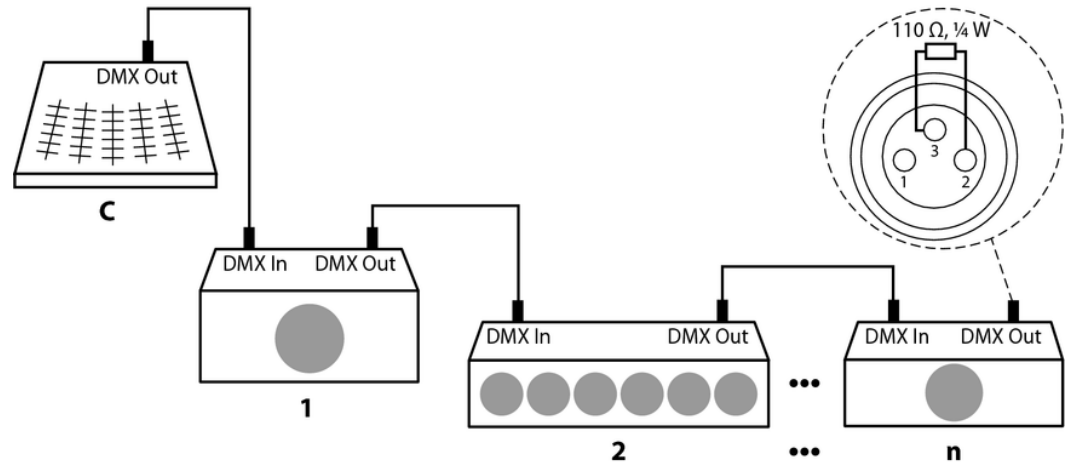 110 Ω, ¼ W
DMX Out
3
1
2
C
DMX In
DMX Out
1
DMX In
DMX Out
2
•••
•••
DMX In
DMX Out
n